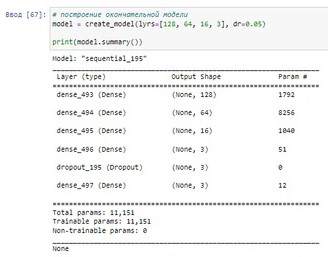 Ввод [67]: # построение окончательной модели
model = create_model(lyrs=[128, 64, 16, 3], dr=0.05)
print(model.summary())
Model: "sequential_195"
Layer (type) Output Shape Param #
dense_493 (Dense) (None, 128) 1792
dense_494 (Dense) (None, 64) 8256
dense_495 (Dense) (None, 16) 1040
dense_496 (Dense) (None, 3) 51
dropout_195 (Dropout) (None, 3) 0
dense_497 (Dense) (None, 3) 12
Total params: 11,151
Trainable params: 11,151
Non-trainable params: 0
None